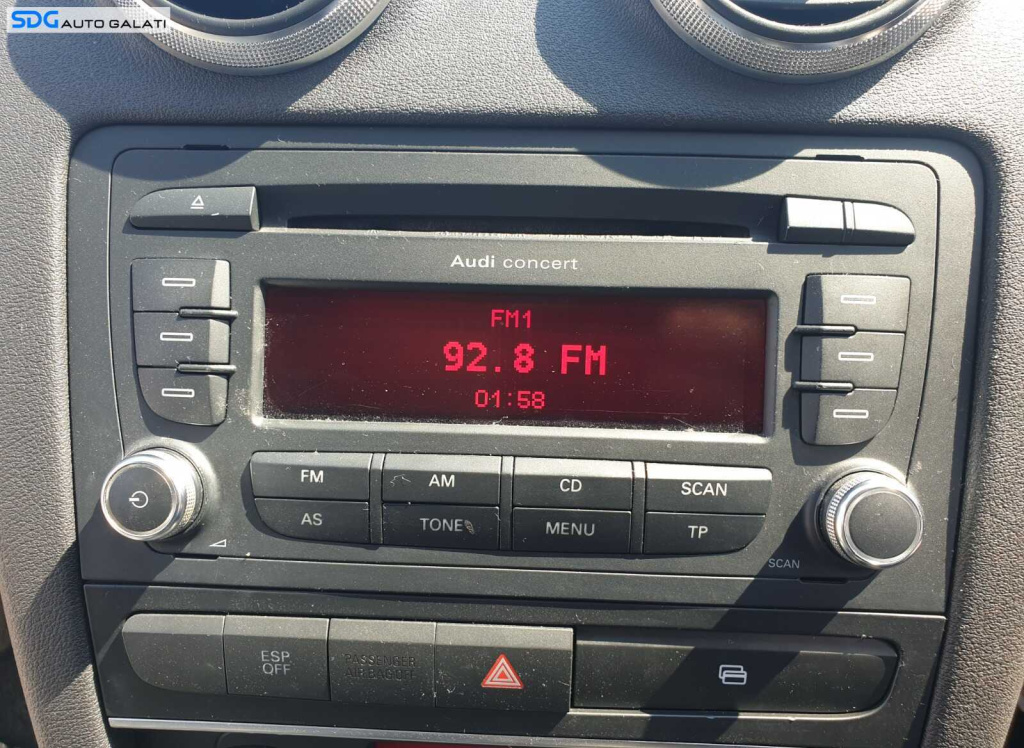 SDG AUTO GALATI
Audi concert
FM1
92.8 FM
01:58
FM AM CD SCAN
AS TONE MENU TP
SCAN
ESP
OFF
PASSENGER
AIRBAG OFF